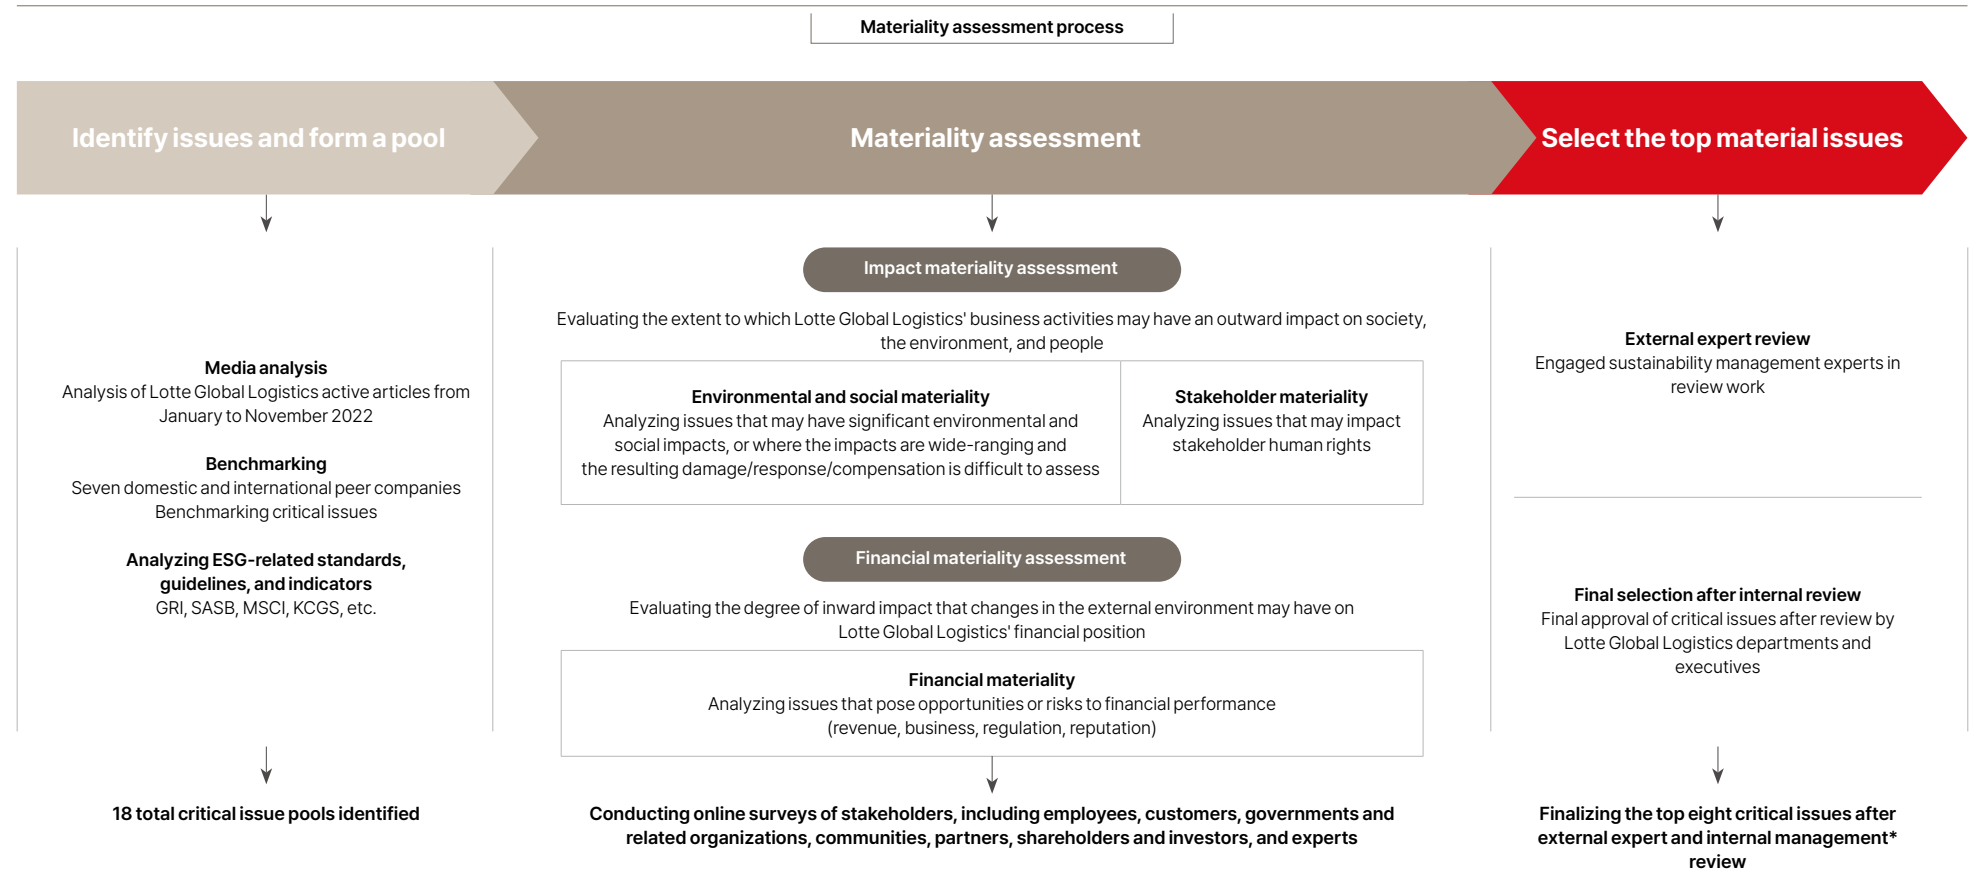 Materiality assessment process
Identify issues and form a pool
Materiality assessment
Select the top material issues
Media analysis
Analysis of Lotte Global Logistics active articles from
January to November 2022
Benchmarking
Seven domestic and international peer companies
Benchmarking critical issues
Analyzing ESG-related standards,
guidelines, and indicators
GRI, SASB, MSCI, KCGS, etc.
18 total critical issue pools identified
Impact materiality assessment
Evaluating the extent to which Lotte Global Logistics' business activities may have an outward impact on society,
the environment, and people
Environmental and social materiality
Analyzing issues that may have significant environmental and
social impacts, or where the impacts are wide-ranging and
the resulting damage/response/compensation is difficult to assess
Stakeholder materiality
Analyzing issues that may impact
stakeholder human rights
Financial materiality assessment
Evaluating the degree of inward impact that changes in the external environment may have on
Lotte Global Logistics' financial position
Financial materiality
Analyzing issues that pose opportunities or risks to financial performance
(revenue, business, regulation, reputation)
Conducting online surveys of stakeholders, including employees, customers, governments and
related organizations, communities, partners, shareholders and investors, and experts
External expert review
Engaged sustainability management experts in
review work
Final selection after internal review
Final approval of critical issues after review by
Lotte Global Logistics departments and
executives
Finalizing the top eight critical issues after
external expert and internal management*
review